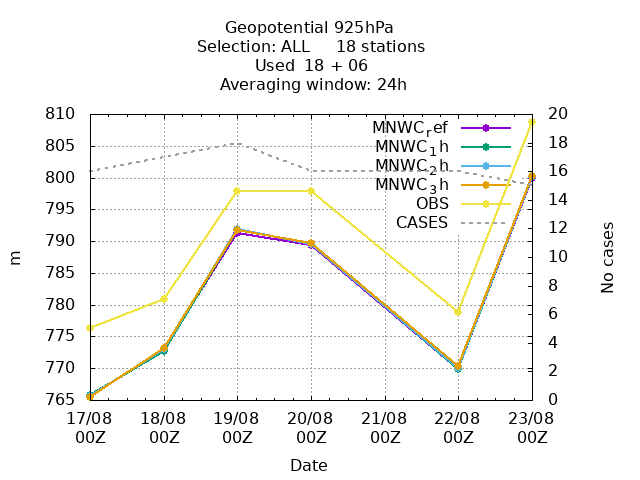 Geopotential 925hPa
Selection: ALL 18 stations
Used 18 + 06
Averaging window: 24h
810
805
800
795
790
785
780
775
770
765
m
20
18
16
14
12
10
8
6
4
2
0
No cases
MNWC_ref
MNWC_1h
MNWC_2h
MNWC_3h
OBS
CASES
17/08 18/08 19/08 20/08 21/08 22/08 23/08
00Z 00Z 00Z 00Z 00Z 00Z 00Z
Date